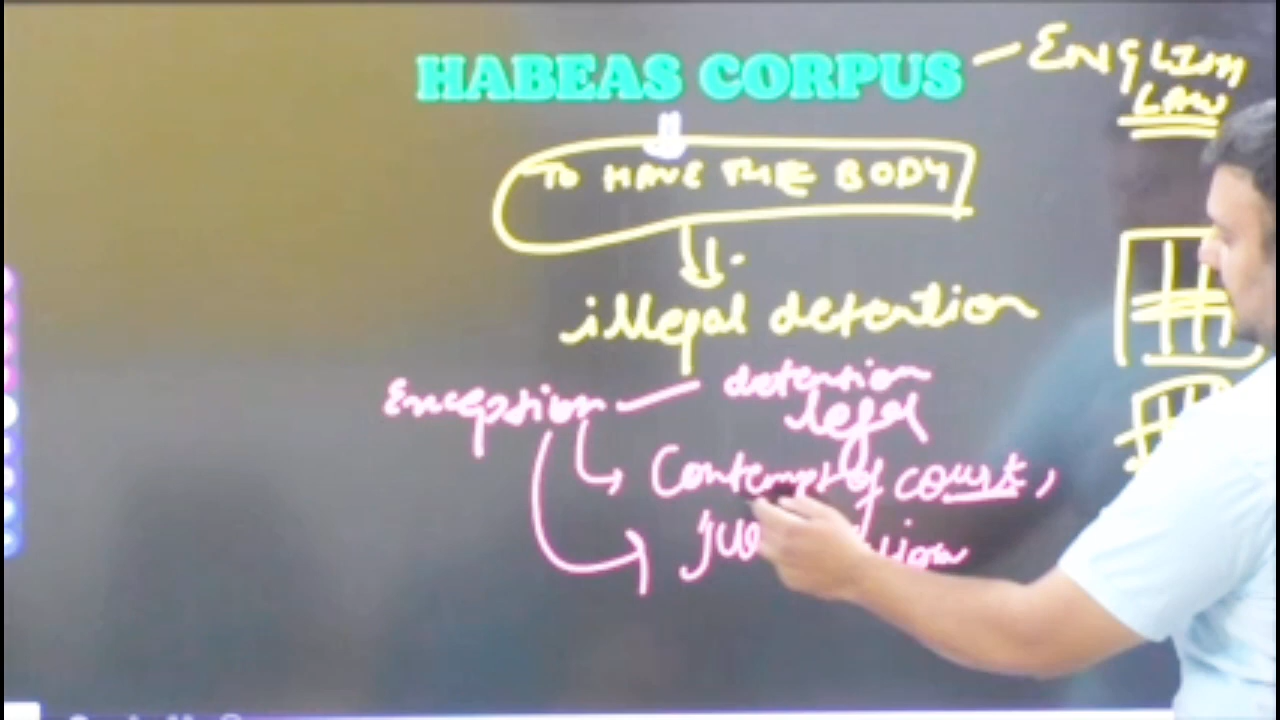 HABEAS CORPUS – ENGLISH LAW
TO HAVE THE BODY
illegal detention
Exception – detention legal
Contempt of court,